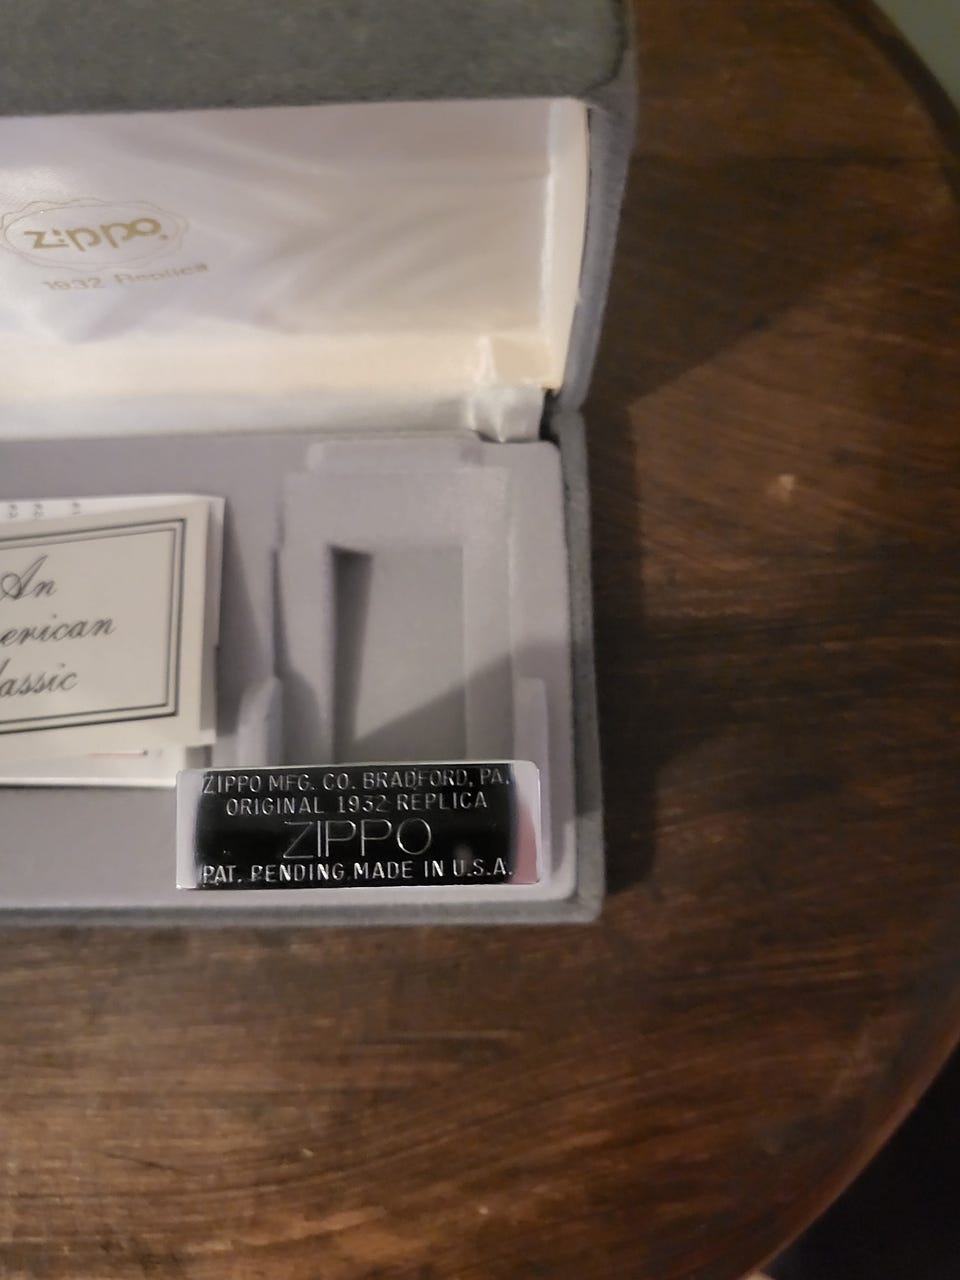 zippo
1932 Replica
An
erican
lassic
ZIPPO MFG. CO. BRADFORD, PA.
ORIGINAL 1932 REPLICA
ZIPPO
PAT. PENDING MADE IN U.S.A.